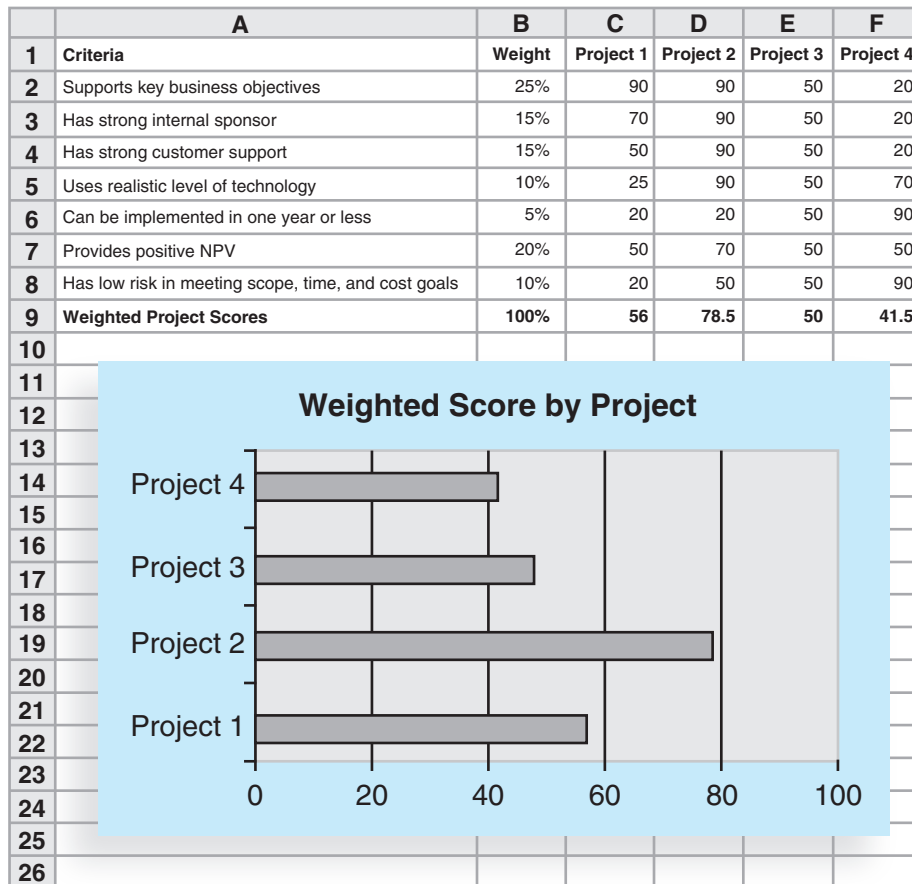 A B C D E F
1 Criteria Weight Project 1 Project 2 Project 3 Project 4
2 Supports key business objectives 25% 90 90 50 20
3 Has strong internal sponsor 15% 70 90 50 20
4 Has strong customer support 15% 50 90 50 20
5 Uses realistic level of technology 10% 25 90 50 70
6 Can be implemented in one year or less 5% 20 20 50 90
7 Provides positive NPV 20% 50 70 50 50
8 Has low risk in meeting scope, time, and cost goals 10% 20 50 50 90
9 Weighted Project Scores 100% 56 78.5 50 41.5
10
11
12
13
14
15
16
17
18
19
20
21
22
23
24
25
26
Weighted Score by Project
Project 4
Project 3
Project 2
Project 1
0 20 40 60 80 100